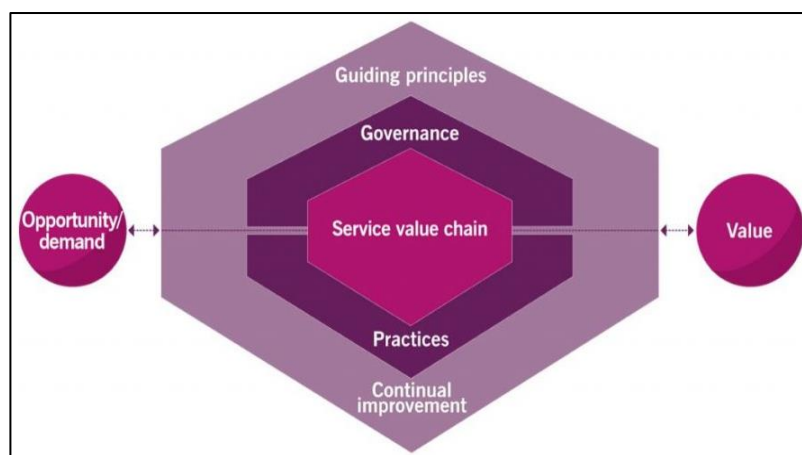 Guiding principles
Governance
Opportunity/
demand
Service value chain
Value
Practices
Continual
improvement